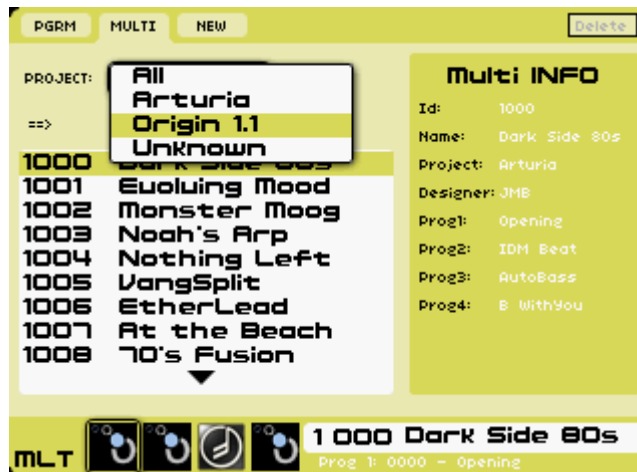 PGRM MULTI NEW Delete
PROJECT:
All
Arturia
==> Origin 1.1
Unknown
1000 Dark Side 80s
1001 Evolving Mood
1002 Monster Moog
1003 Noah's Arp
1004 Nothing Left
1005 VangSplit
1006 EtherLead
1007 At the Beach
1008 70's Fusion
Multi INFO
Id: 1000
Name: Dark Side 80s
Project: Arturia
Designer: JMB
Prog1: Opening
Prog2: IDM Beat
Prog3: AutoBass
Prog4: B WithYou
MLT
1000 Dark Side 80s
Prog 1: 0000 - Opening